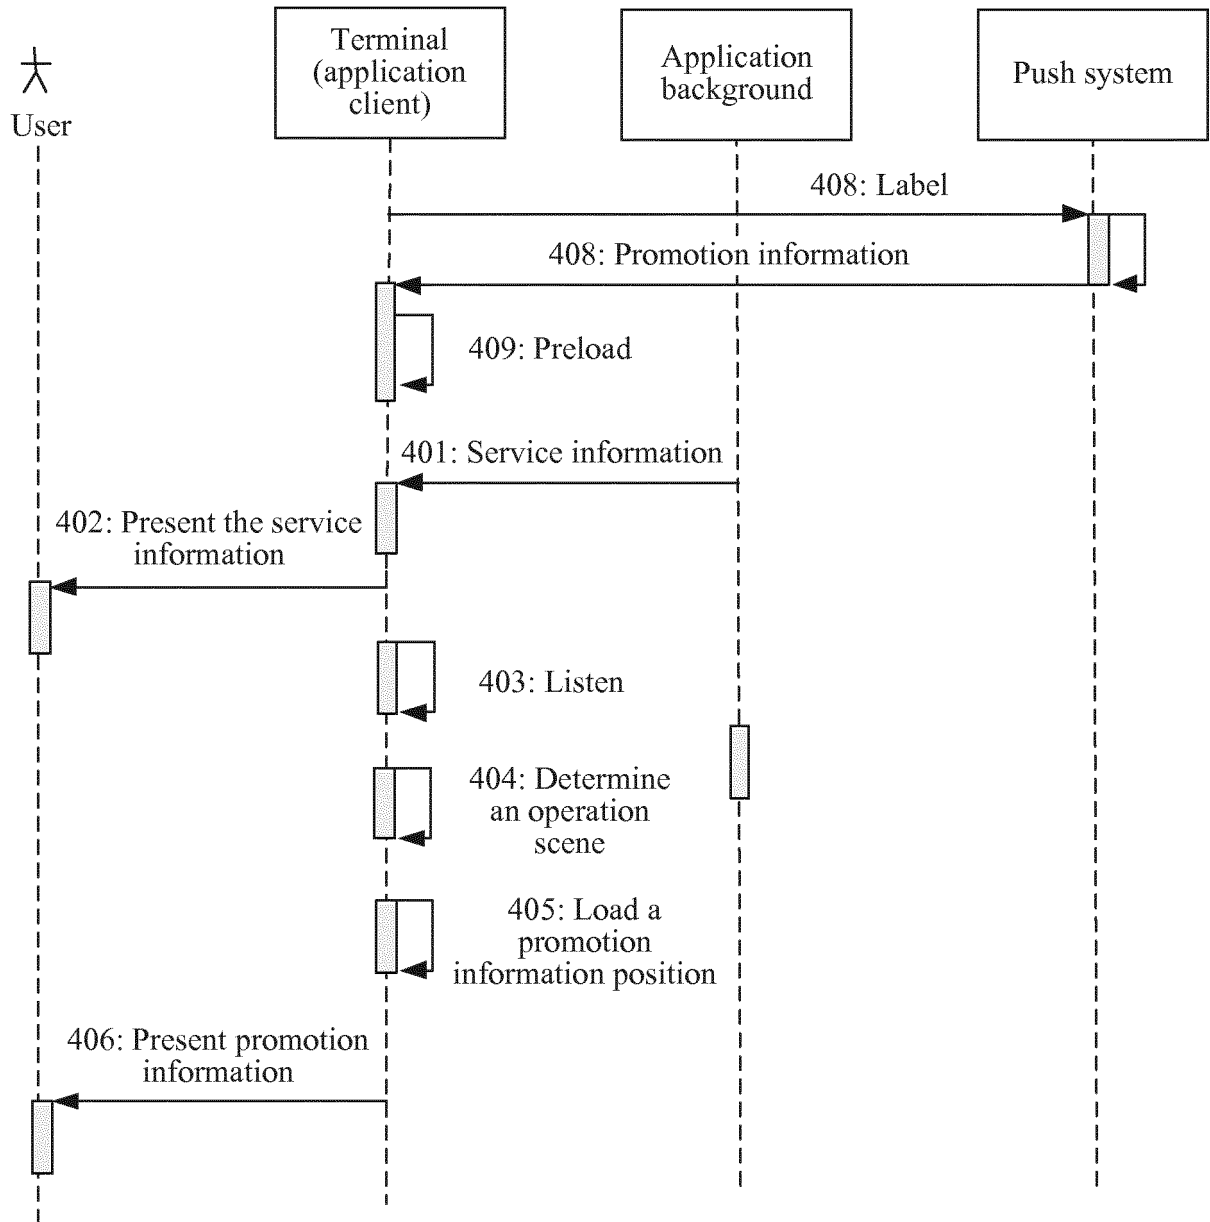 User
Terminal
(application
client)
Application
background
Push system
408: Label
408: Promotion information
409: Preload
401: Service information
402: Present the service
information
403: Listen
404: Determine
an operation
scene
405: Load a
promotion
information position
406: Present promotion
information